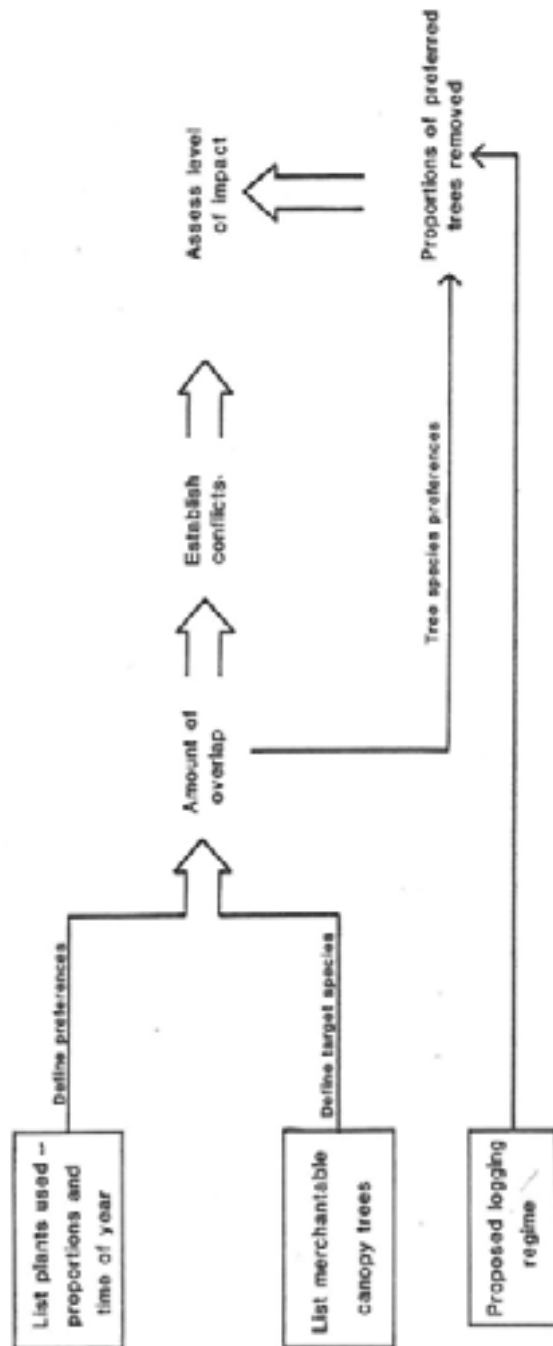 List plants used --
proportions and
time of year
Define preferences
List merchantable
canopy trees
Define target species
Proposed logging
regime
Amount of
overlap
Establish
conflicts
Assess level
of impact
Tree species preferences
Proportions of preferred
trees removed